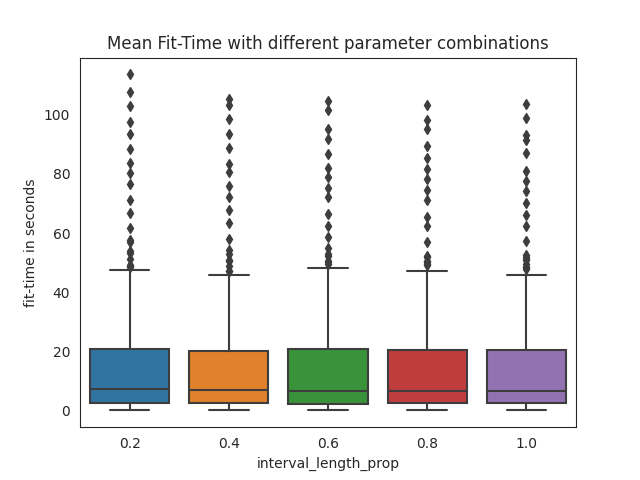 Mean Fit-Time with different parameter combinations
100
80
60
40
20
0
fit-time in seconds
0.2 0.4 0.6 0.8 1.0
interval_length_prop